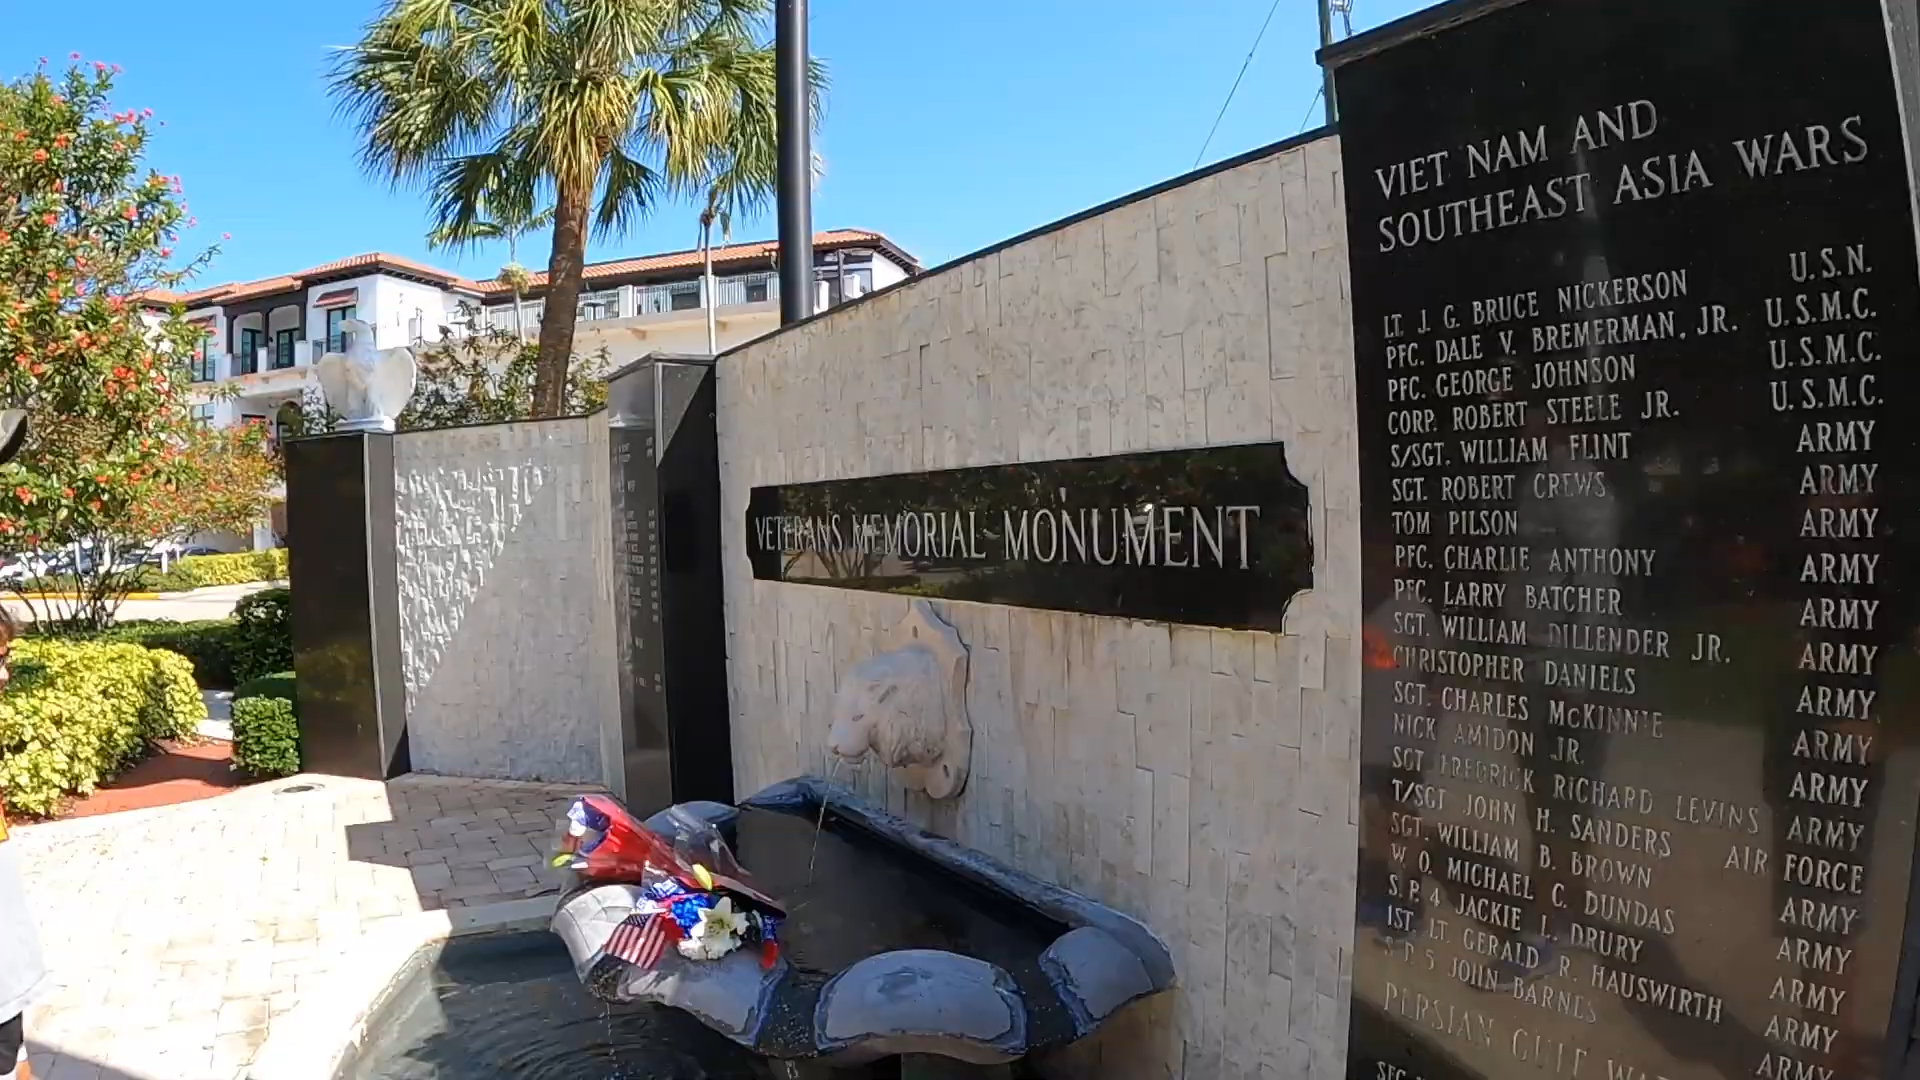 VETERANS MEMORIAL MONUMENT
VIET NAM AND
SOUTHEAST ASIA WARS
LT. J. G. BRUCE NICKERSON U.S.N.
PFC. DALE V. BREMERMAN, JR. U.S.M.C.
PFC. GEORGE JOHNSON U.S.M.C.
CORP. ROBERT STEELE JR. U.S.M.C.
S/SGT. WILLIAM FLINT ARMY
SGT. ROBERT CREWS ARMY
TOM PILSON ARMY
PFC. CHARLIE ANTHONY ARMY
PFC. LARRY BATCHER ARMY
SGT. WILLIAM DILLENDER JR. ARMY
CHRISTOPHER DANIELS ARMY
SGT. CHARLES McKINNIE ARMY
NICK AMIDON JR. ARMY
SGT FREDRICK RICHARD LEVINS ARMY
T/SGT JOHN H. SANDERS AIR FORCE
SGT. WILLIAM B. BROWN ARMY
W. O. MICHAEL C. DUNDAS ARMY
S.P. 4 JACKIE L. DRURY ARMY
1ST. LT. GERALD R. HAUSWIRTH ARMY
S.P. 5 JOHN BARNES ARMY
PERSIAN GULF